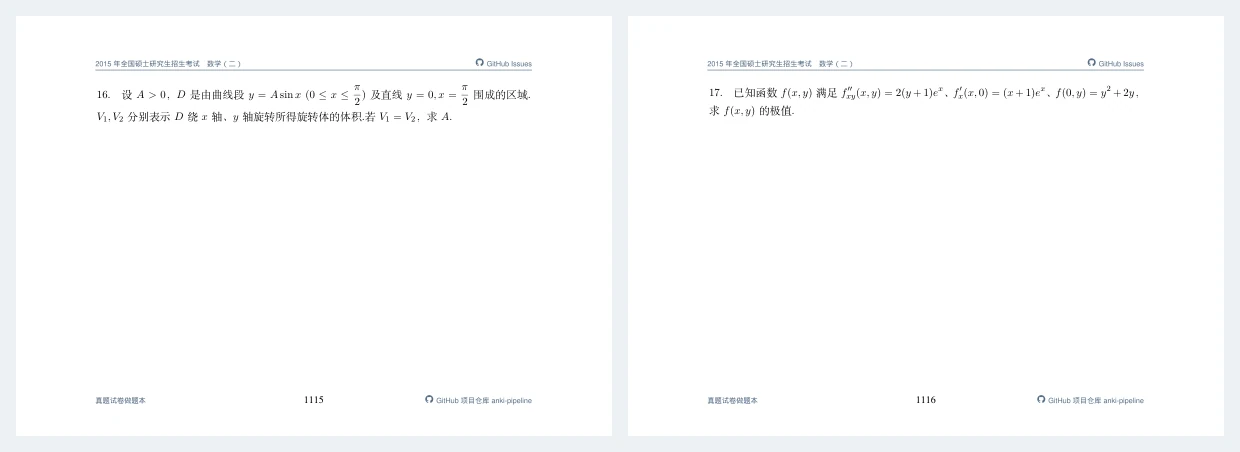 2015 年全国硕士研究生招生考试 数学（二） GitHub Issues
16. 设 A > 0，D 是由曲线段 y = A sin x (0 ≤ x ≤ π/2) 及直线 y = 0, x = π/2 围成的区域.
V₁, V₂ 分别表示 D 绕 x 轴，y 轴旋转所得旋转体的体积.若 V₁ = V₂，求 A.
真题试卷做题本 1115 GitHub 项目仓库 anki-pipeline
2015 年全国硕士研究生招生考试 数学（二） GitHub Issues
17. 已知函数 f(x, y) 满足 f″xy(x, y) = 2(y + 1)eˣ、f′x(x, 0) = (x + 1)eˣ、f(0, y) = y² + 2y，
求 f(x, y) 的极值.
真题试卷做题本 1116 GitHub 项目仓库 anki-pipeline